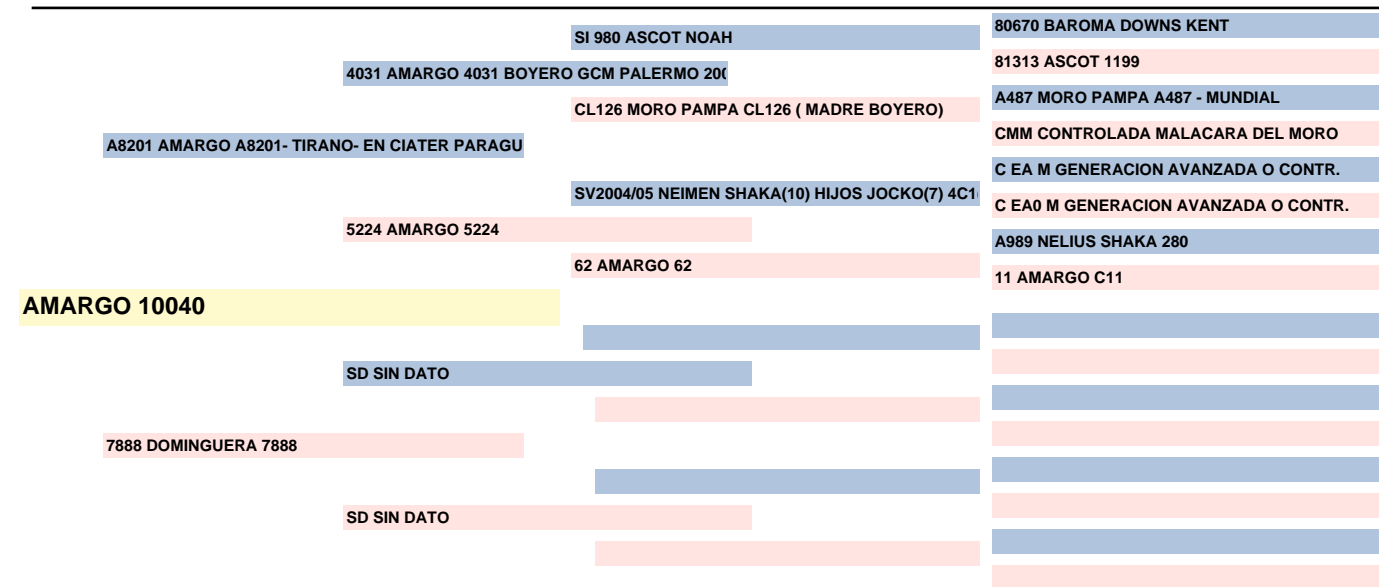 80670 BAROMA DOWNS KENT
SI 980 ASCOT NOAH
81313 ASCOT 1199
4031 AMARGO 4031 BOYERO GCM PALERMO 200
A487 MORO PAMPA A487 - MUNDIAL
CL126 MORO PAMPA CL126 ( MADRE BOYERO)
CMM CONTROLADA MALACARA DEL MORO
A8201 AMARGO A8201- TIRANO- EN CIATER PARAGU
C EA M GENERACION AVANZADA O CONTR.
SV2004/05 NEIMEN SHAKA(10) HIJOS JOCKO(7)
C EA0 M GENERACION AVANZADA O CONTR.
5224 AMARGO 5224
A989 NELIUS SHAKA 280
62 AMARGO 62
11 AMARGO C11
AMARGO 10040
SD SIN DATO
7888 DOMINGUERA 7888
SD SIN DATO